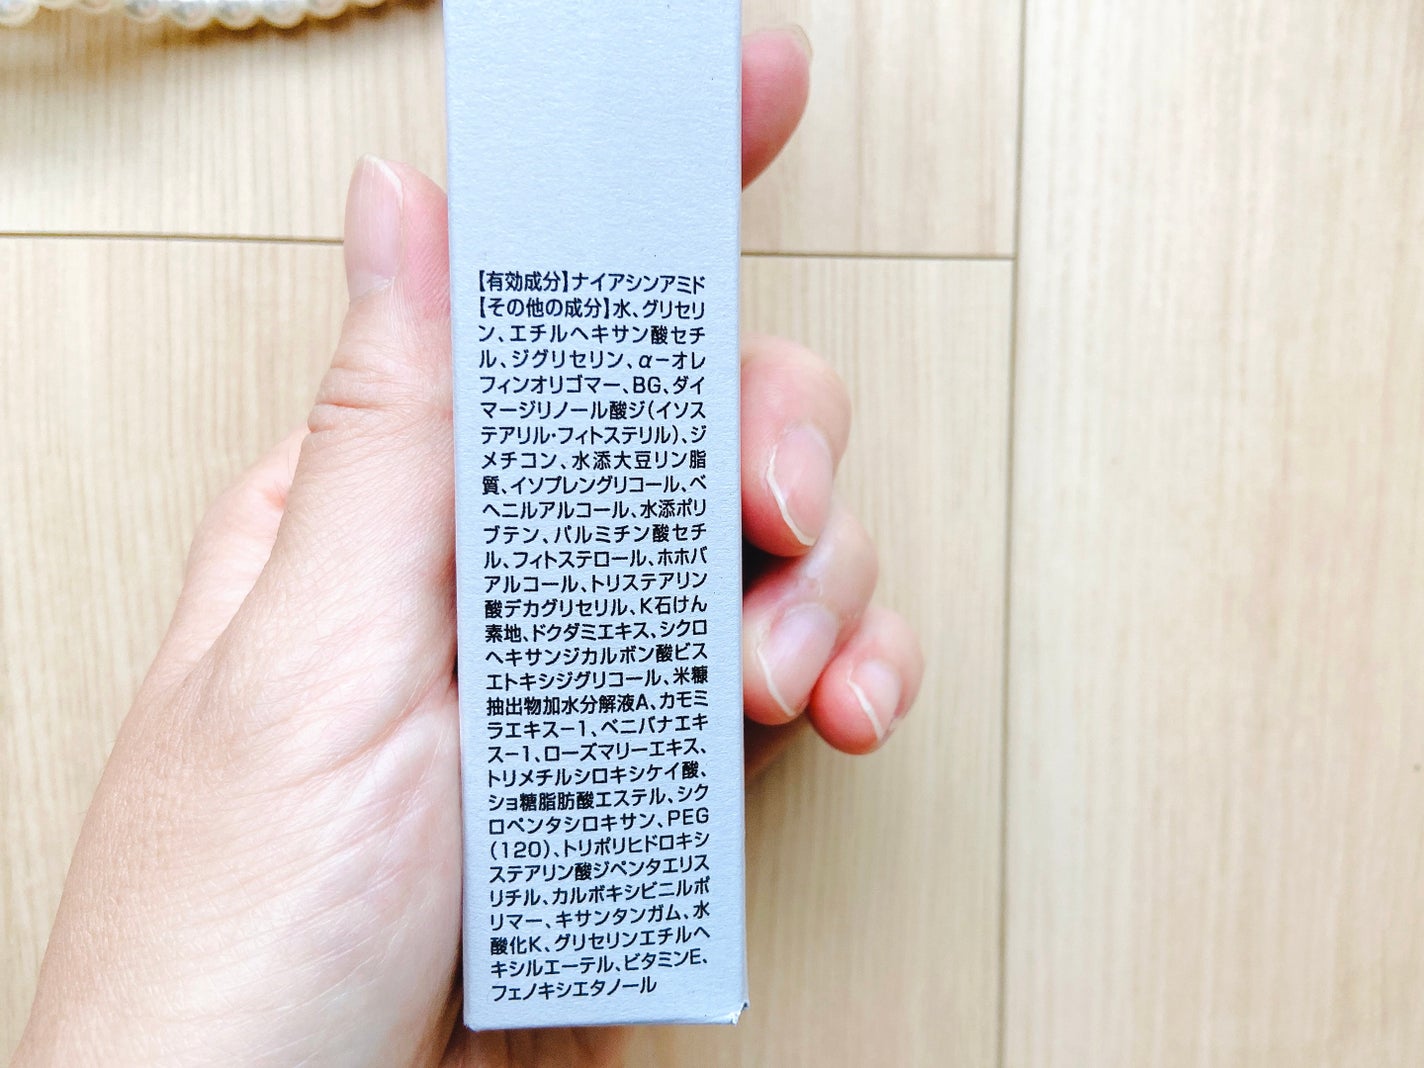 【有効成分】ナイアシンアミド
【その他の成分】水、グリセリ
ン、エチルヘキサン酸セチ
ル、ジグリセリン、α-オレ
フィンオリゴマー、BG、ダイ
マージリノール酸ジ(イソス
テアリル・フィトステリル)、ジ
メチコン、水添大豆リン脂
質、イソプレングリコール、ベ
ヘニルアルコール、水添ポリ
ブテン、パルミチン酸セチ
ル、フィトステロール、ホホバ
アルコール、トリステアリン
酸デカグリセリル、K石けん
素地、ドクダミエキス、シクロ
ヘキサンジカルボン酸ビス
エトキシジグリコール、米糠
抽出物加水分解液A、カモミ
ラエキス-1、ベニバナエキ
ス-1、ローズマリーエキス、
トリメチルシロキシケイ酸、
ショ糖脂肪酸エステル、シク
ロペンタシロキサン、PEG
(120)、トリポリヒドロキシ
ステアリン酸ジペンタエリス
リチル、カルボキシビニルポ
リマー、キサンタンガム、水
酸化K、グリセリンエチルヘ
キシルエーテル、ビタミンE、
フェノキシエタノール